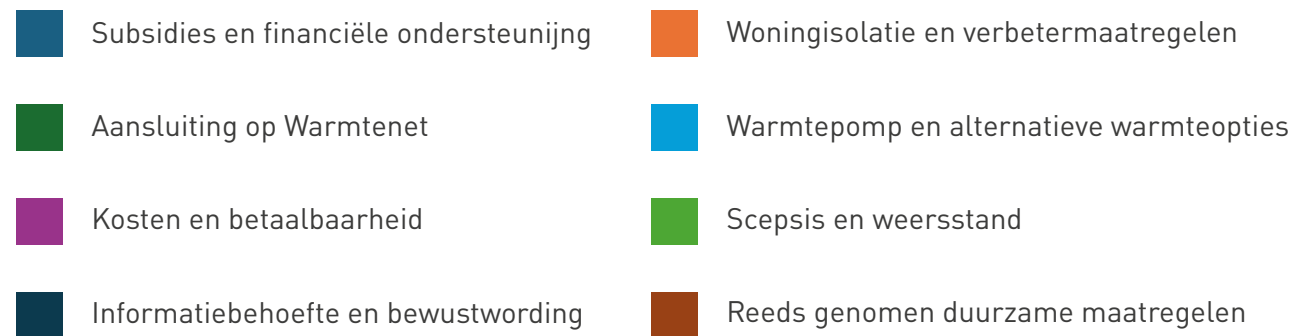 Subsidies en financiële ondersteunijng
Aansluiting op Warmtenet
Kosten en betaalbaarheid
Informatiebehoefte en bewustwording
Woningisolatie en verbetermaatregelen
Warmtepomp en alternatieve warmteopties
Scepsis en weersstand
Reeds genomen duurzame maatregelen